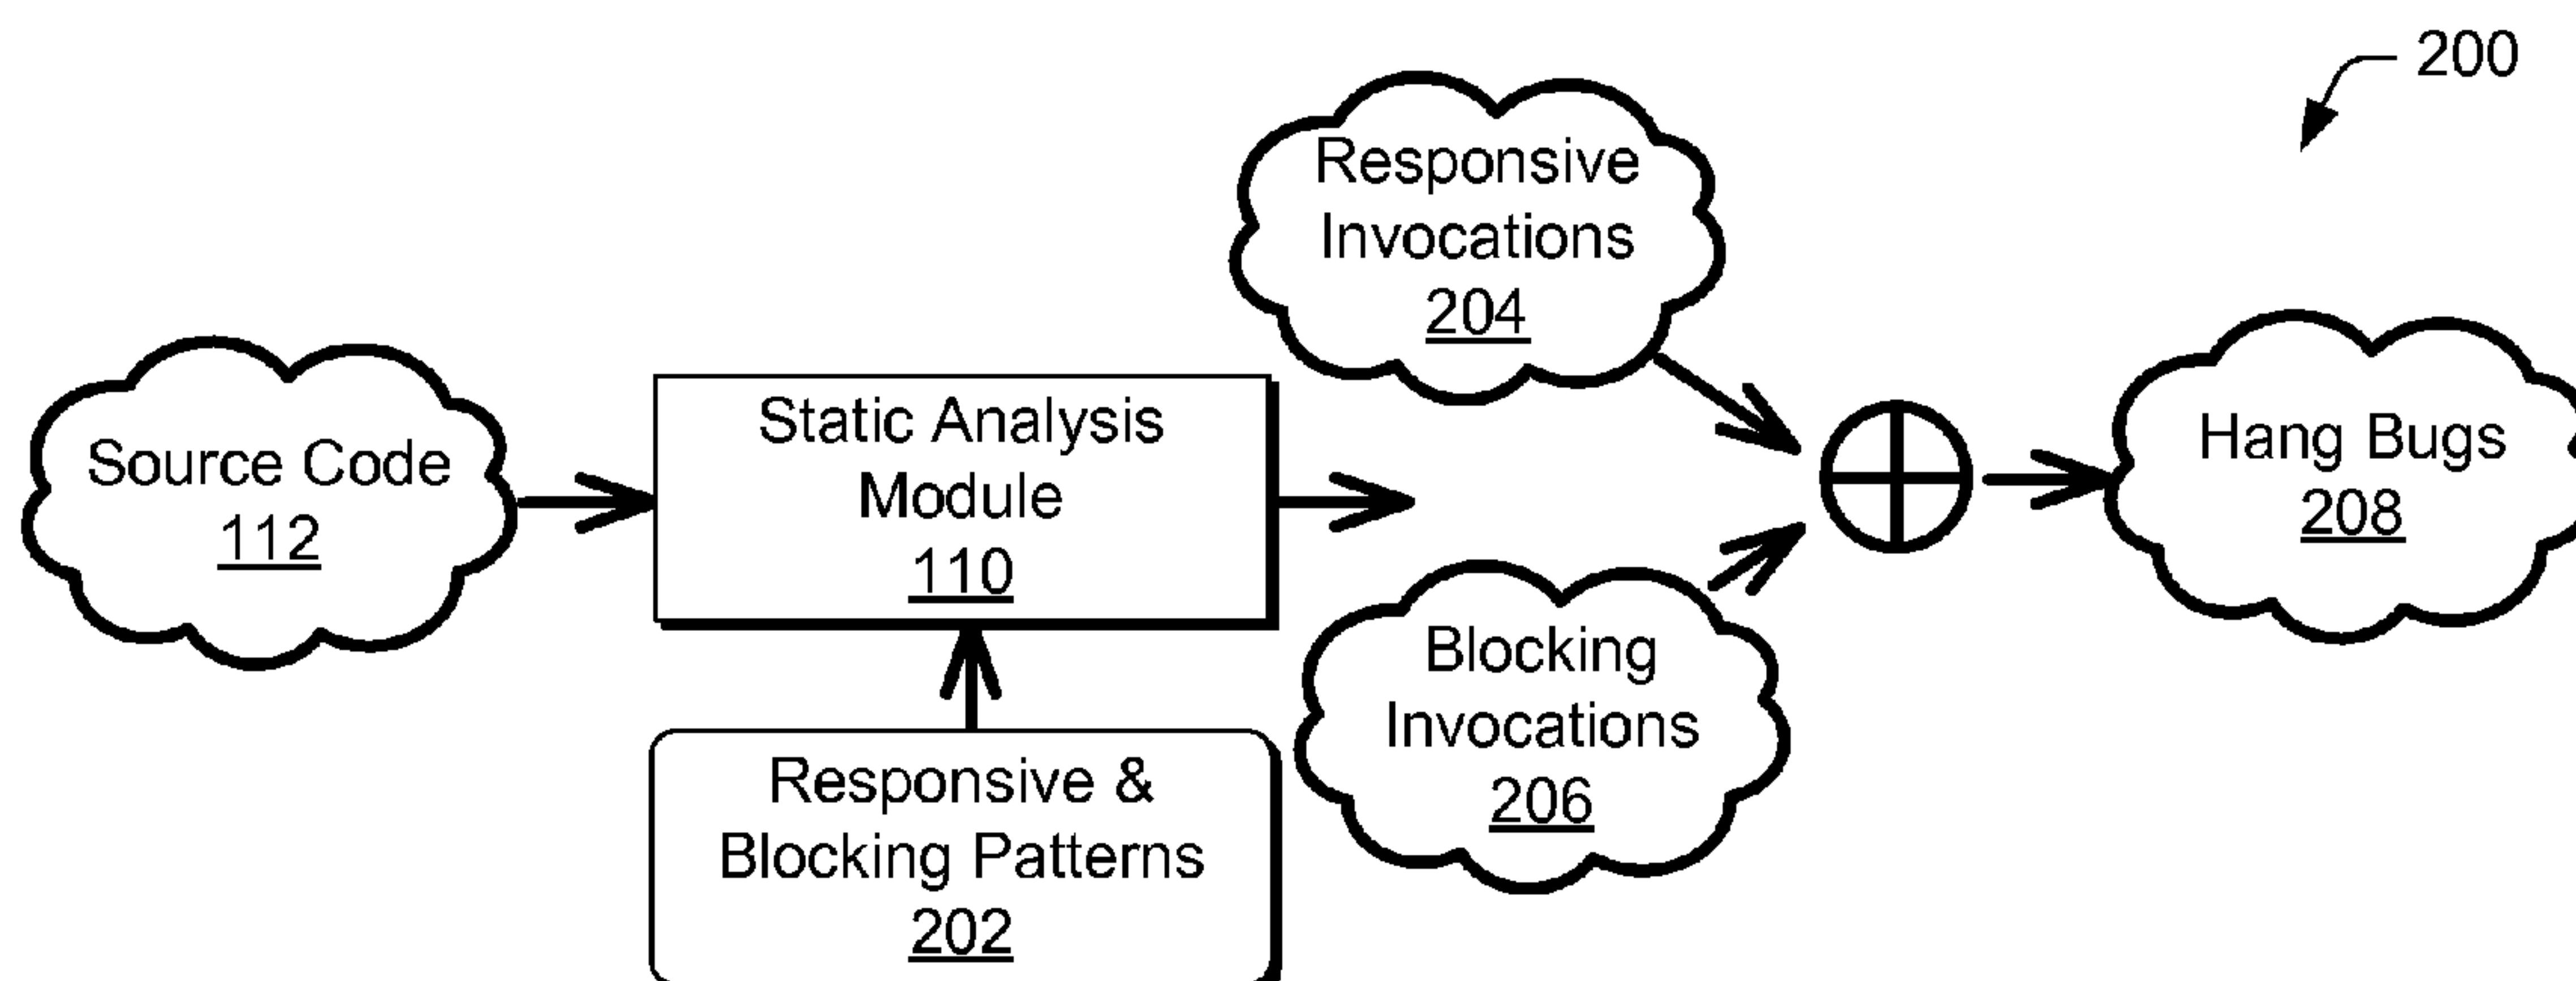 200
Responsive
Invocations
204
Source Code
112
Static Analysis
Module
110
Hang Bugs
208
Responsive &
Blocking Patterns
202
Blocking
Invocations
206